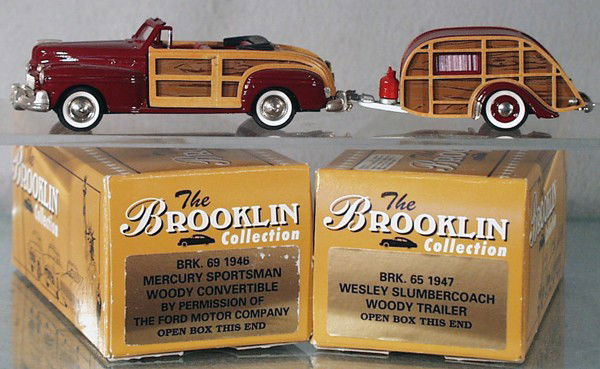 The
BROOKLIN
Collection
BRK. 69 1946
MERCURY SPORTSMAN
WOODY CONVERTIBLE
BY PERMISSION OF
THE FORD MOTOR COMPANY
OPEN BOX THIS END
The
BROOKLIN
Collection
BRK. 65 1947
WESLEY SLUMBERCOACH
WOODY TRAILER
OPEN BOX THIS END